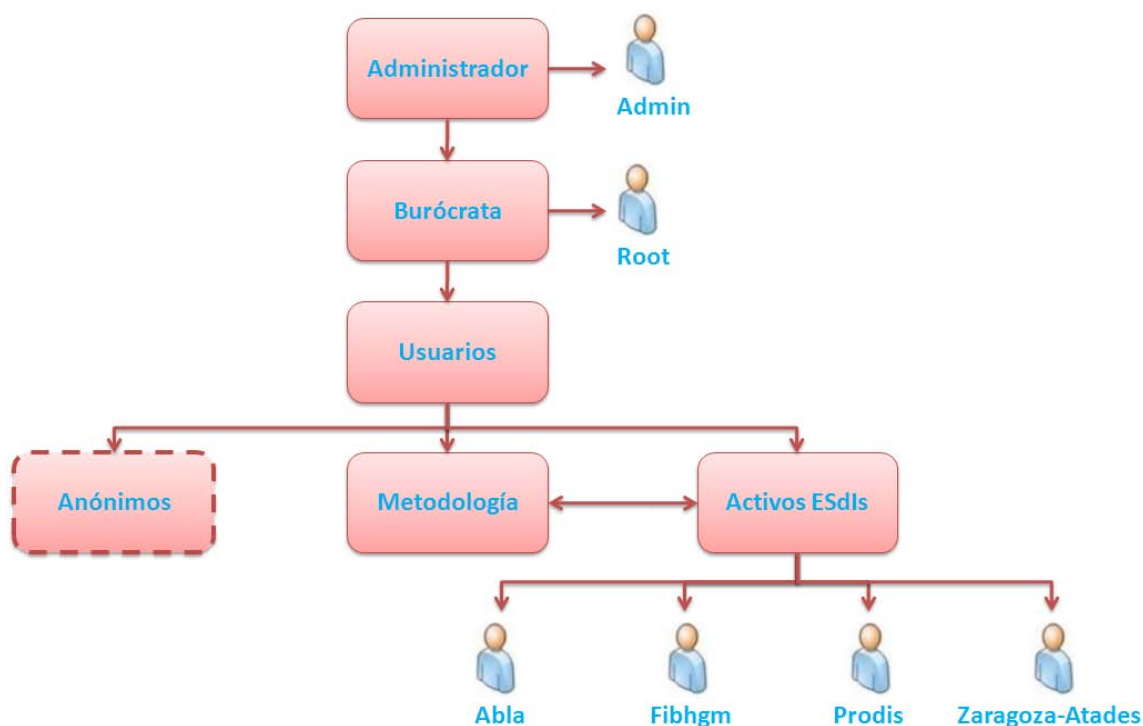 Administrador
Admin
Burócrata
Root
Usuarios
Anónimos
Metodología
Activos ESdIs
Abla
Fibhgm
Prodis
Zaragoza-Atades